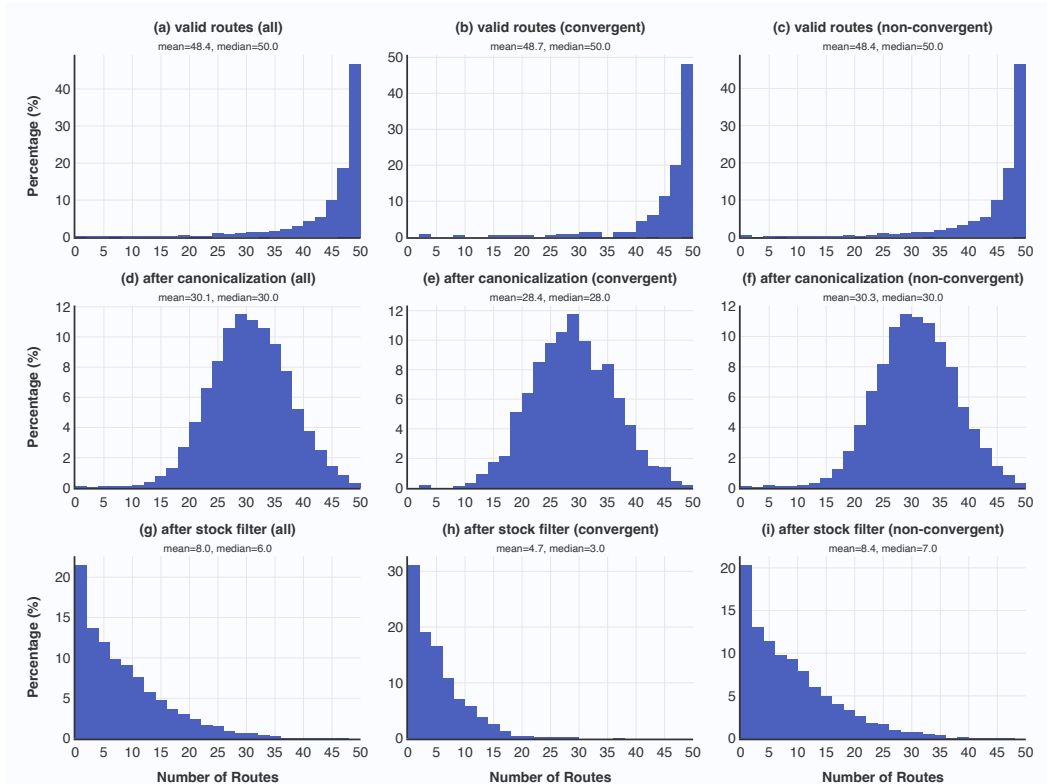 (a) valid routes (all)
mean=48.4, median=50.0
Percentage (%)
40
30
20
10
0
0 5 10 15 20 25 30 35 40 45 50
(b) valid routes (convergent)
mean=48.7, median=50.0
50
40
30
20
10
0
0 5 10 15 20 25 30 35 40 45 50
(c) valid routes (non-convergent)
mean=48.4, median=50.0
40
30
20
10
0
0 5 10 15 20 25 30 35 40 45 50
(d) after canonicalization (all)
mean=30.1, median=30.0
Percentage (%)
12
10
8
6
4
2
0
0 5 10 15 20 25 30 35 40 45 50
(e) after canonicalization (convergent)
mean=28.4, median=28.0
12
10
8
6
4
2
0
0 5 10 15 20 25 30 35 40 45 50
(f) after canonicalization (non-convergent)
mean=30.3, median=30.0
12
10
8
6
4
2
0
0 5 10 15 20 25 30 35 40 45 50
(g) after stock filter (all)
mean=8.0, median=6.0
Percentage (%)
20
15
10
5
0
0 5 10 15 20 25 30 35 40 45 50
Number of Routes
(h) after stock filter (convergent)
mean=4.7, median=3.0
30
20
10
0
0 5 10 15 20 25 30 35 40 45 50
Number of Routes
(i) after stock filter (non-convergent)
mean=8.4, median=7.0
20
15
10
5
0
0 5 10 15 20 25 30 35 40 45 50
Number of Routes